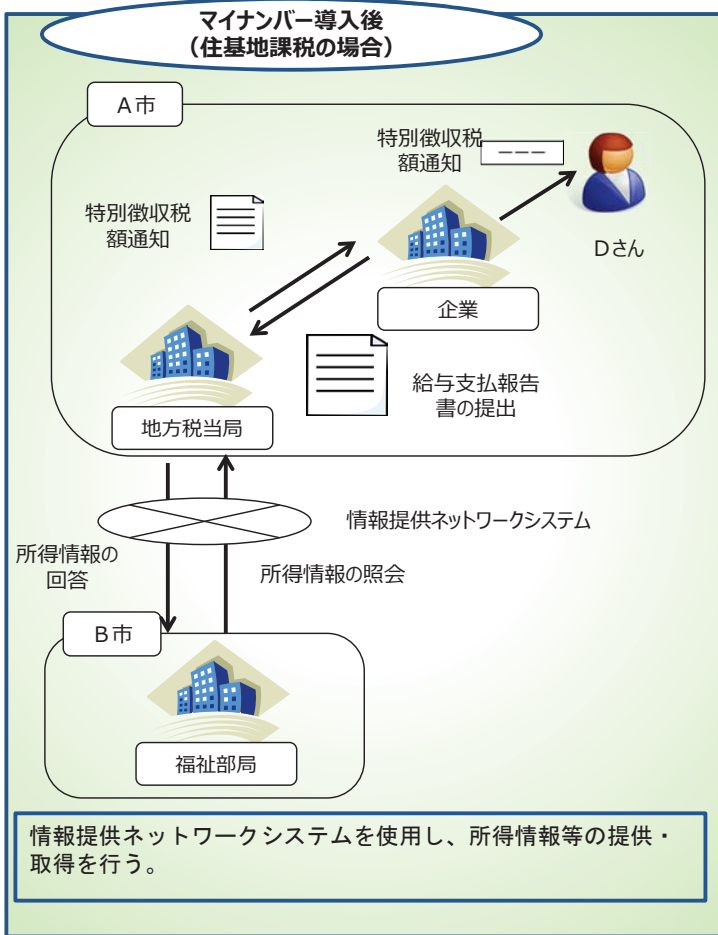 マイナンバー導入後
（住基地課税の場合）
A市
特別徴収税
額通知
特別徴収税
額通知
Dさん
企業
給与支払報告
書の提出
地方税当局
情報提供ネットワークシステム
所得情報の
回答
所得情報の照会
B市
福祉部局
情報提供ネットワークシステムを使用し、所得情報等の提供・
取得を行う。